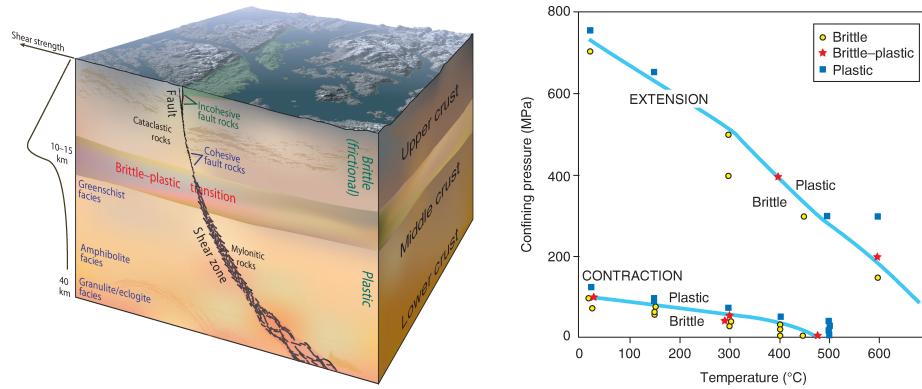 Shear strength
10–15
km
40
km
Fault
Incohesive
fault rocks
Cataclastic
rocks
Cohesive
fault rocks
Brittle–plastic transition
Greenschist
facies
Shear zone
Mylonitic
rocks
Amphibolite
facies
Granulite/eclogite
facies
Brittle
(frictional)
Plastic
Upper crust
Middle crust
Lower crust
Confining pressure (MPa)
800
600
400
200
0
EXTENSION
Plastic
Brittle
CONTRACTION
Plastic
Brittle
Brittle
Brittle–plastic
Plastic
0 100 200 300 400 500 600
Temperature (°C)